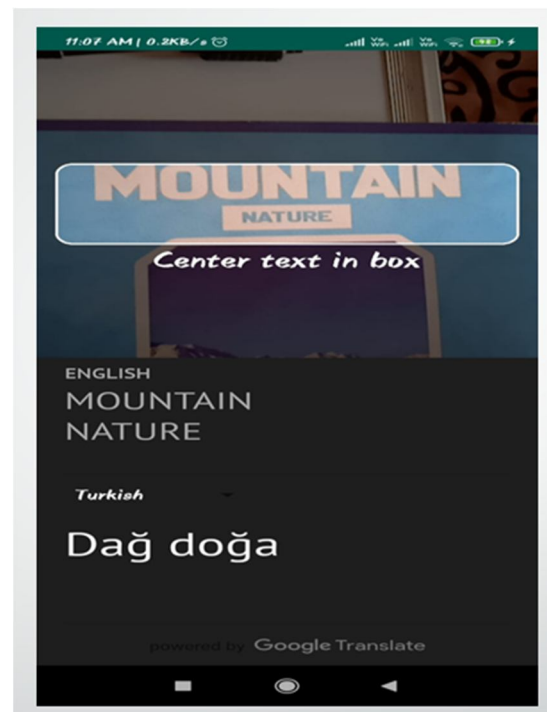 11:07 AM | 0.2KB/s
MOUNTAIN
NATURE
Center text in box
ENGLISH
MOUNTAIN
NATURE
Turkish
Dağ doğa
powered by Google Translate